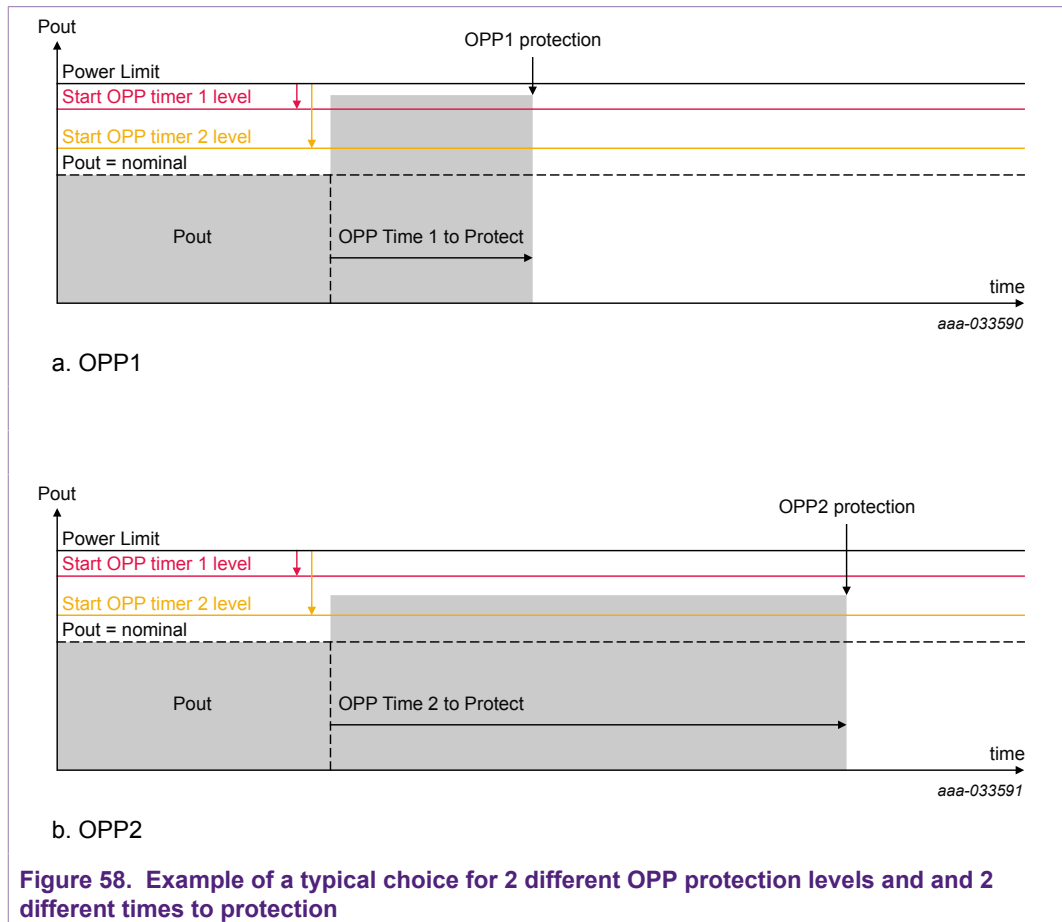 Pout
OPP1 protection
Power Limit
Start OPP timer 1 level
Start OPP timer 2 level
Pout = nominal
Pout
OPP Time 1 to Protect
time
aaa-033590
a. OPP1
Pout
OPP2 protection
Power Limit
Start OPP timer 1 level
Start OPP timer 2 level
Pout = nominal
Pout
OPP Time 2 to Protect
time
aaa-033591
b. OPP2
Figure 58. Example of a typical choice for 2 different OPP protection levels and and 2
different times to protection